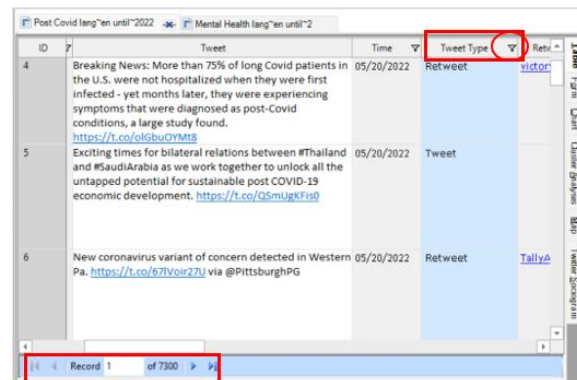 Post Covid lang~en until~2022 Mental Health lang~en until~2
ID Tweet Time Tweet Type Retw
4 Breaking News: More than 75% of long Covid patients in 05/20/2022 Retweet victor
the U.S. were not hospitalized when they were first
infected - yet months later, they were experiencing
symptoms that were diagnosed as post-Covid
conditions, a large study found.
https://t.co/olGbuOYMt8
5 Exciting times for bilateral relations between #Thailand 05/20/2022 Tweet
and #SaudiArabia as we work together to unlock all the
untapped potential for sustainable post COVID-19
economic development. https://t.co/QSmUgKFis0
6 New coronavirus variant of concern detected in Western 05/20/2022 Retweet TallyA
Pa. https://t.co/67lVoir27U via @PittsburghPG
Record 1 of 7300
Form
Chart
Cluster Analysis
Map
Twitter Sociogram